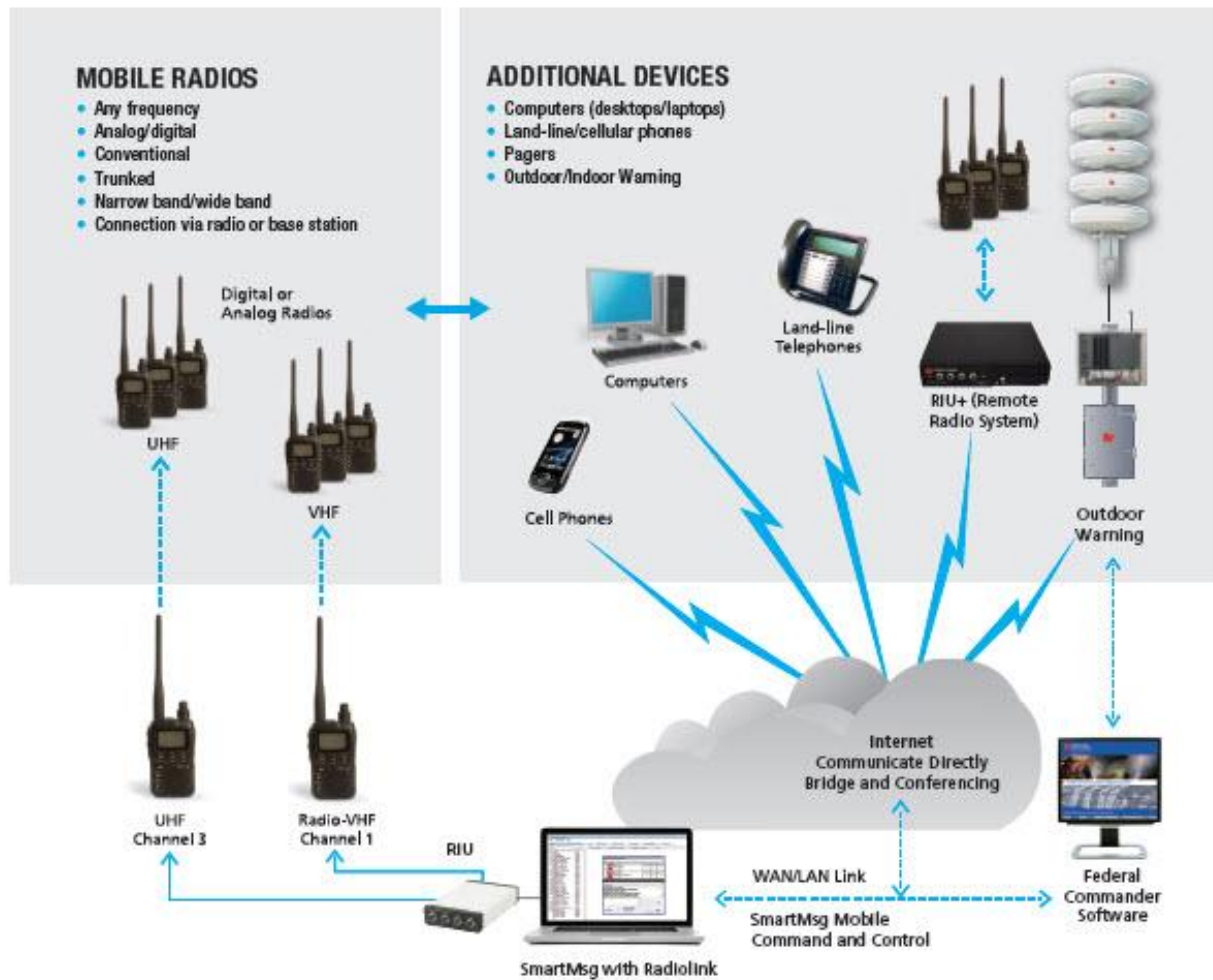 MOBILE RADIOS
Any frequency
Analog/digital
Conventional
Trunked
Narrow band/wide band
Connection via radio or base station
Digital or
Analog Radios
UHF
VHF
ADDITIONAL DEVICES
Computers (desktops/laptops)
Land-line/cellular phones
Pagers
Outdoor/Indoor Warning
Land-line
Telephones
Computers
RIU+ (Remote
Radio System)
Cell Phones
Outdoor
Warning
Internet
Communicate Directly
Bridge and Conferencing
UHF
Channel 3
Radio-VHF
Channel 1
RIU
WAN/LAN Link
SmartMsg Mobile
Command and Control
Federal
Commander
Software
SmartMsg with Radiolink